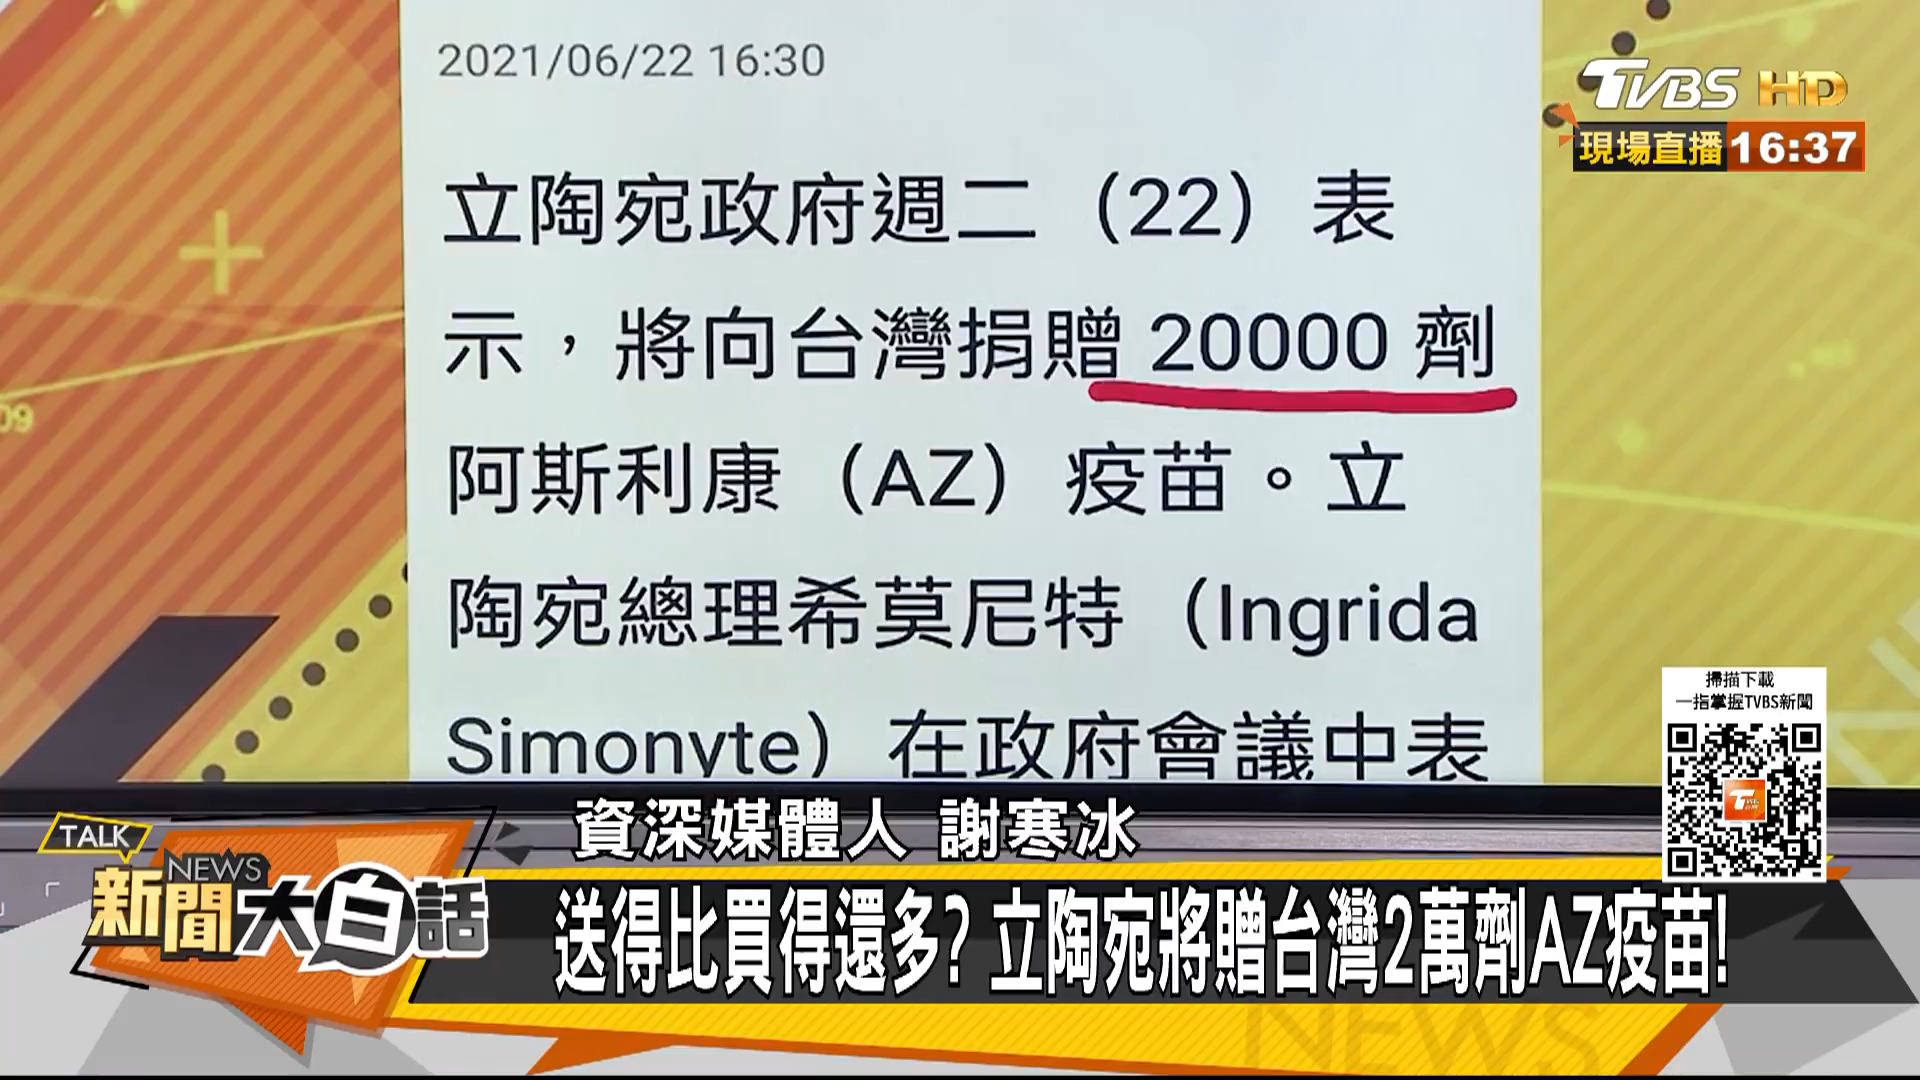 2021/06/22 16:30
TVBS HD
現場直播 16:37
立陶宛政府週二（22）表
示，將向台灣捐贈 20000 劑
阿斯利康（AZ）疫苗。立
陶宛總理希莫尼特（Ingrida
Simonyte）在政府會議中表
09
掃描下載
一指掌握TVBS新聞
TALK
NEWS
新聞大白話
資深媒體人 謝寒冰
送得比買得還多? 立陶宛將贈台灣2萬劑AZ疫苗!
NEWS